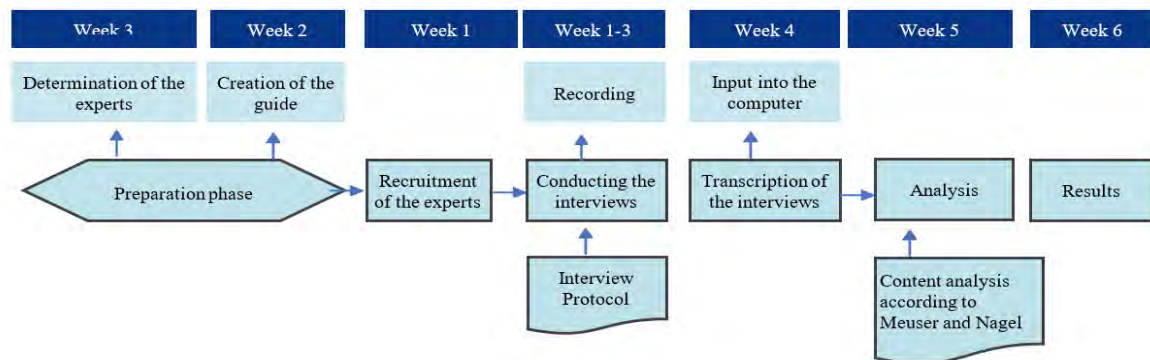 Week 3
Week 2
Week 1
Week 1-3
Week 4
Week 5
Week 6
Determination of the
experts
Creation of the
guide
Recording
Input into the
computer
Preparation phase
Recruitment
of the experts
Conducting the
interviews
Transcription of
the interviews
Analysis
Results
Interview
Protocol
Content analysis
according to
Meuser and Nagel